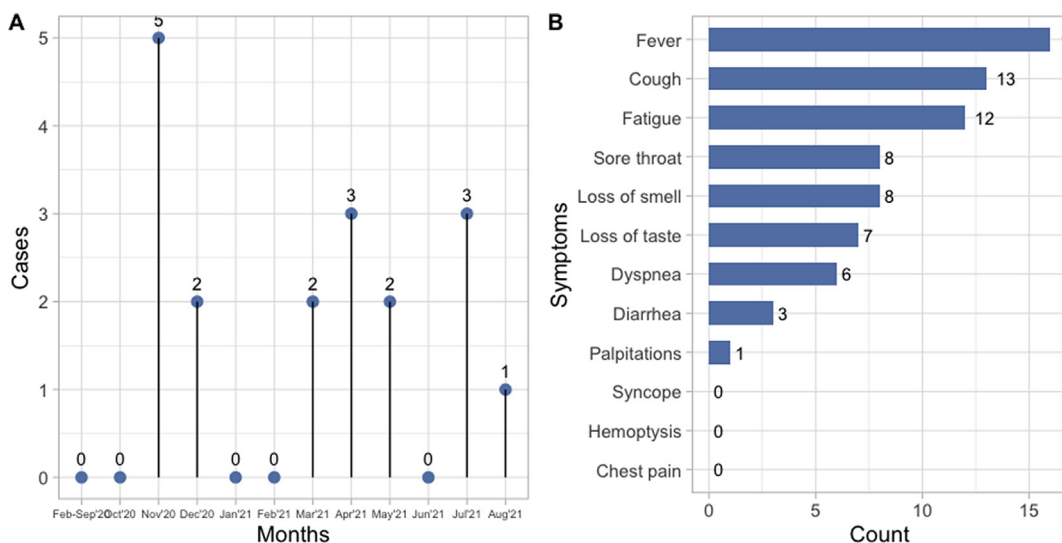 A
5
5
4
3
3
3
2
2
2
2
1
1
0
0
0
0
0
0
Feb-Sep'20 Oct'20 Nov'20 Dec'20 Jan'21 Feb'21 Mar'21 Apr'21 May'21 Jun'21 Jul'21 Aug'21
Months
Cases
B
Fever
Cough 13
Fatigue 12
Sore throat 8
Loss of smell 8
Loss of taste 7
Dyspnea 6
Diarrhea 3
Palpitations 1
Syncope 0
Hemoptysis 0
Chest pain 0
0 5 10 15
Count
Symptoms